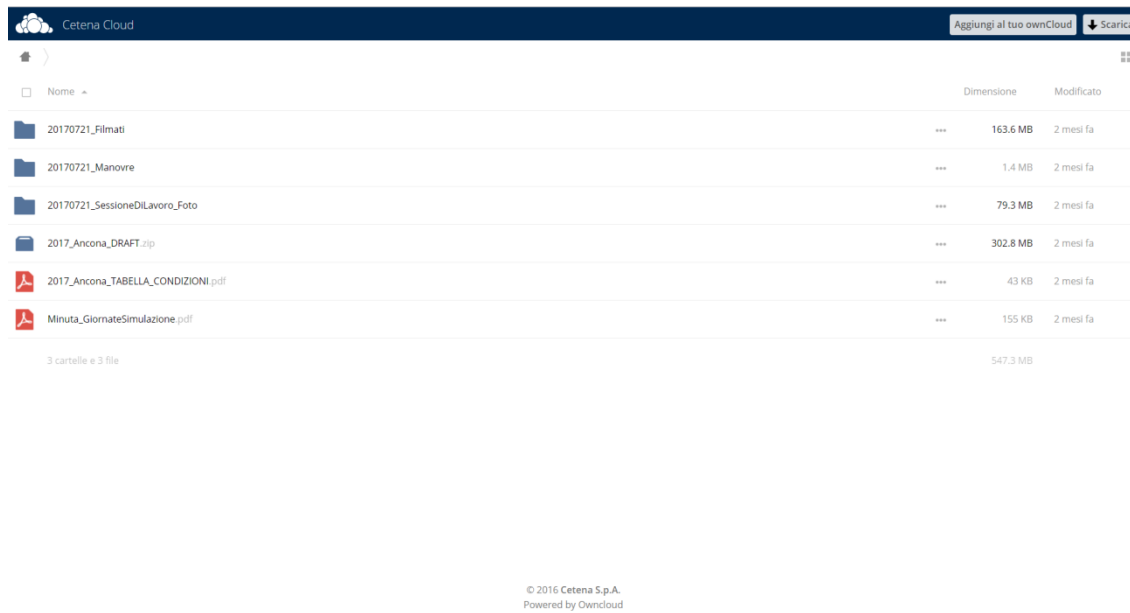 Cetena Cloud Aggiungi al tuo ownCloud
Nome Dimensione Modificato
20170721_Filmati ... 163.6 MB 2 mesi fa
20170721_Manovre ... 1.4 MB 2 mesi fa
20170721_SessioneDiLavoro_Foto ... 79.3 MB 2 mesi fa
2017_Ancona_DRAFT.zip ... 302.8 MB 2 mesi fa
2017_Ancona_TABELLA_CONDIZIONI.pdf ... 43 KB 2 mesi fa
Minuta_GiornateSimulazione.pdf ... 155 KB 2 mesi fa
3 cartelle e 3 file 547.3 MB
© 2016 Cetena S.p.A.
Powered by Owncloud